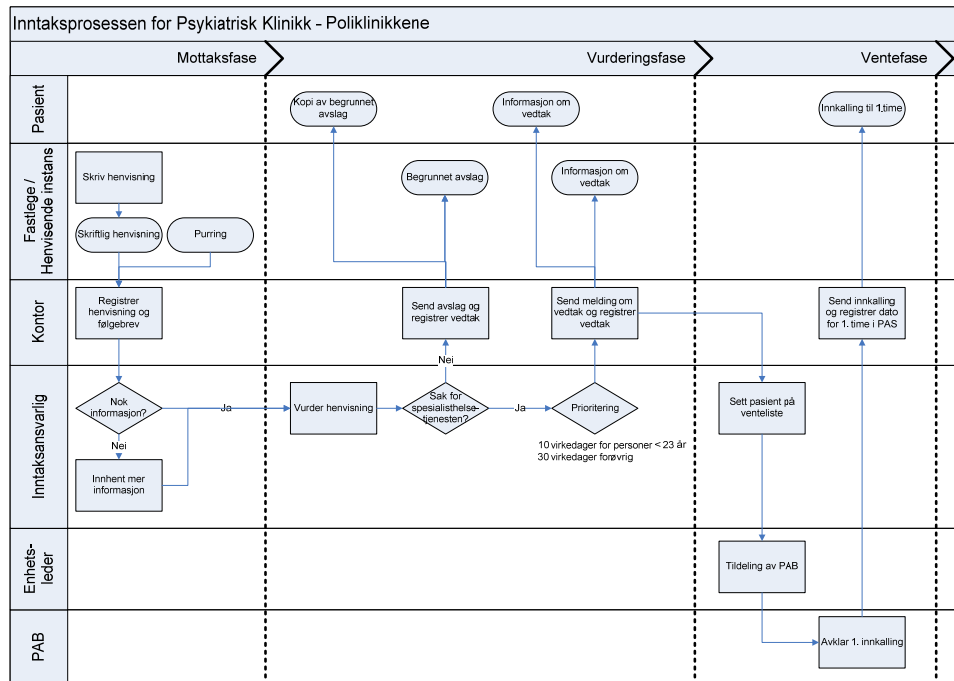 Inntaksprosessen for Psykiatrisk Klinikk - Poliklinikkene
Mottaksfase
Vurderingsfase
Ventefase
Pasient
Kopi av begrunnet
avslag
Informasjon om
vedtak
Innkalling til 1.time
Fastlege /
Henvisende instans
Skriv henvisning
Skriftlig henvisning
Purring
Begrunnet avslag
Informasjon om
vedtak
Kontor
Registrer
henvisning og
følgebrev
Send avslag og
registrer vedtak
Send melding om
vedtak og registrer
vedtak
Send innkalling
og registrer dato
for 1. time i PAS
Nei
Inntaksansvarlig
Nok
informasjon?
Ja
Vurder henvisning
Sak for
spesialisthelse-
tjenesten?
Ja
Prioritering
Sett pasient på
venteliste
Nei
Innhent mer
informasjon
10 virkedager for personer < 23 år
30 virkedager forøvrig
Enhets-
leder
Tildeling av PAB
PAB
Avklar 1. innkalling